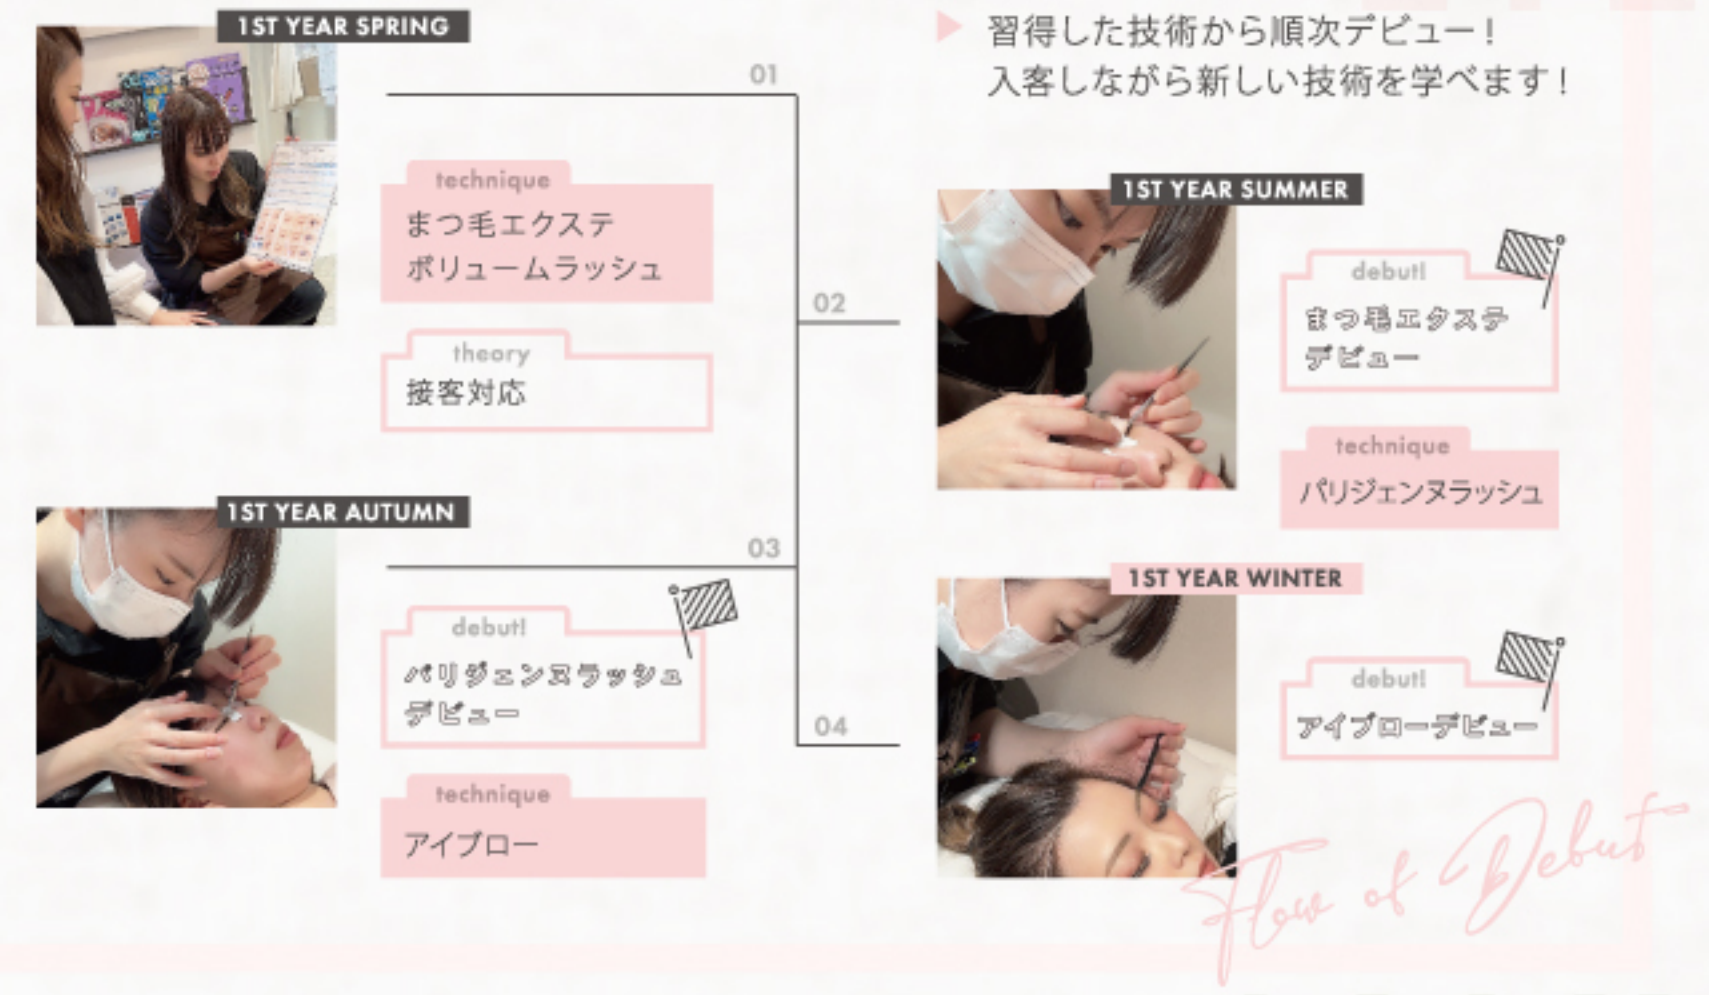 習得した技術から順次デビュー！
入客しながら新しい技術を学べます！
1ST YEAR SPRING
01
technique
まつ毛エクステ
ボリュームラッシュ
theory
接客対応
1ST YEAR SUMMER
02
debut!
まつ毛エクステ
デビュー
technique
パリジェンヌラッシュ
1ST YEAR AUTUMN
03
debut!
パリジェンヌラッシュ
デビュー
technique
アイブロー
1ST YEAR WINTER
04
debut!
アイブローデビュー
Flow of Debut